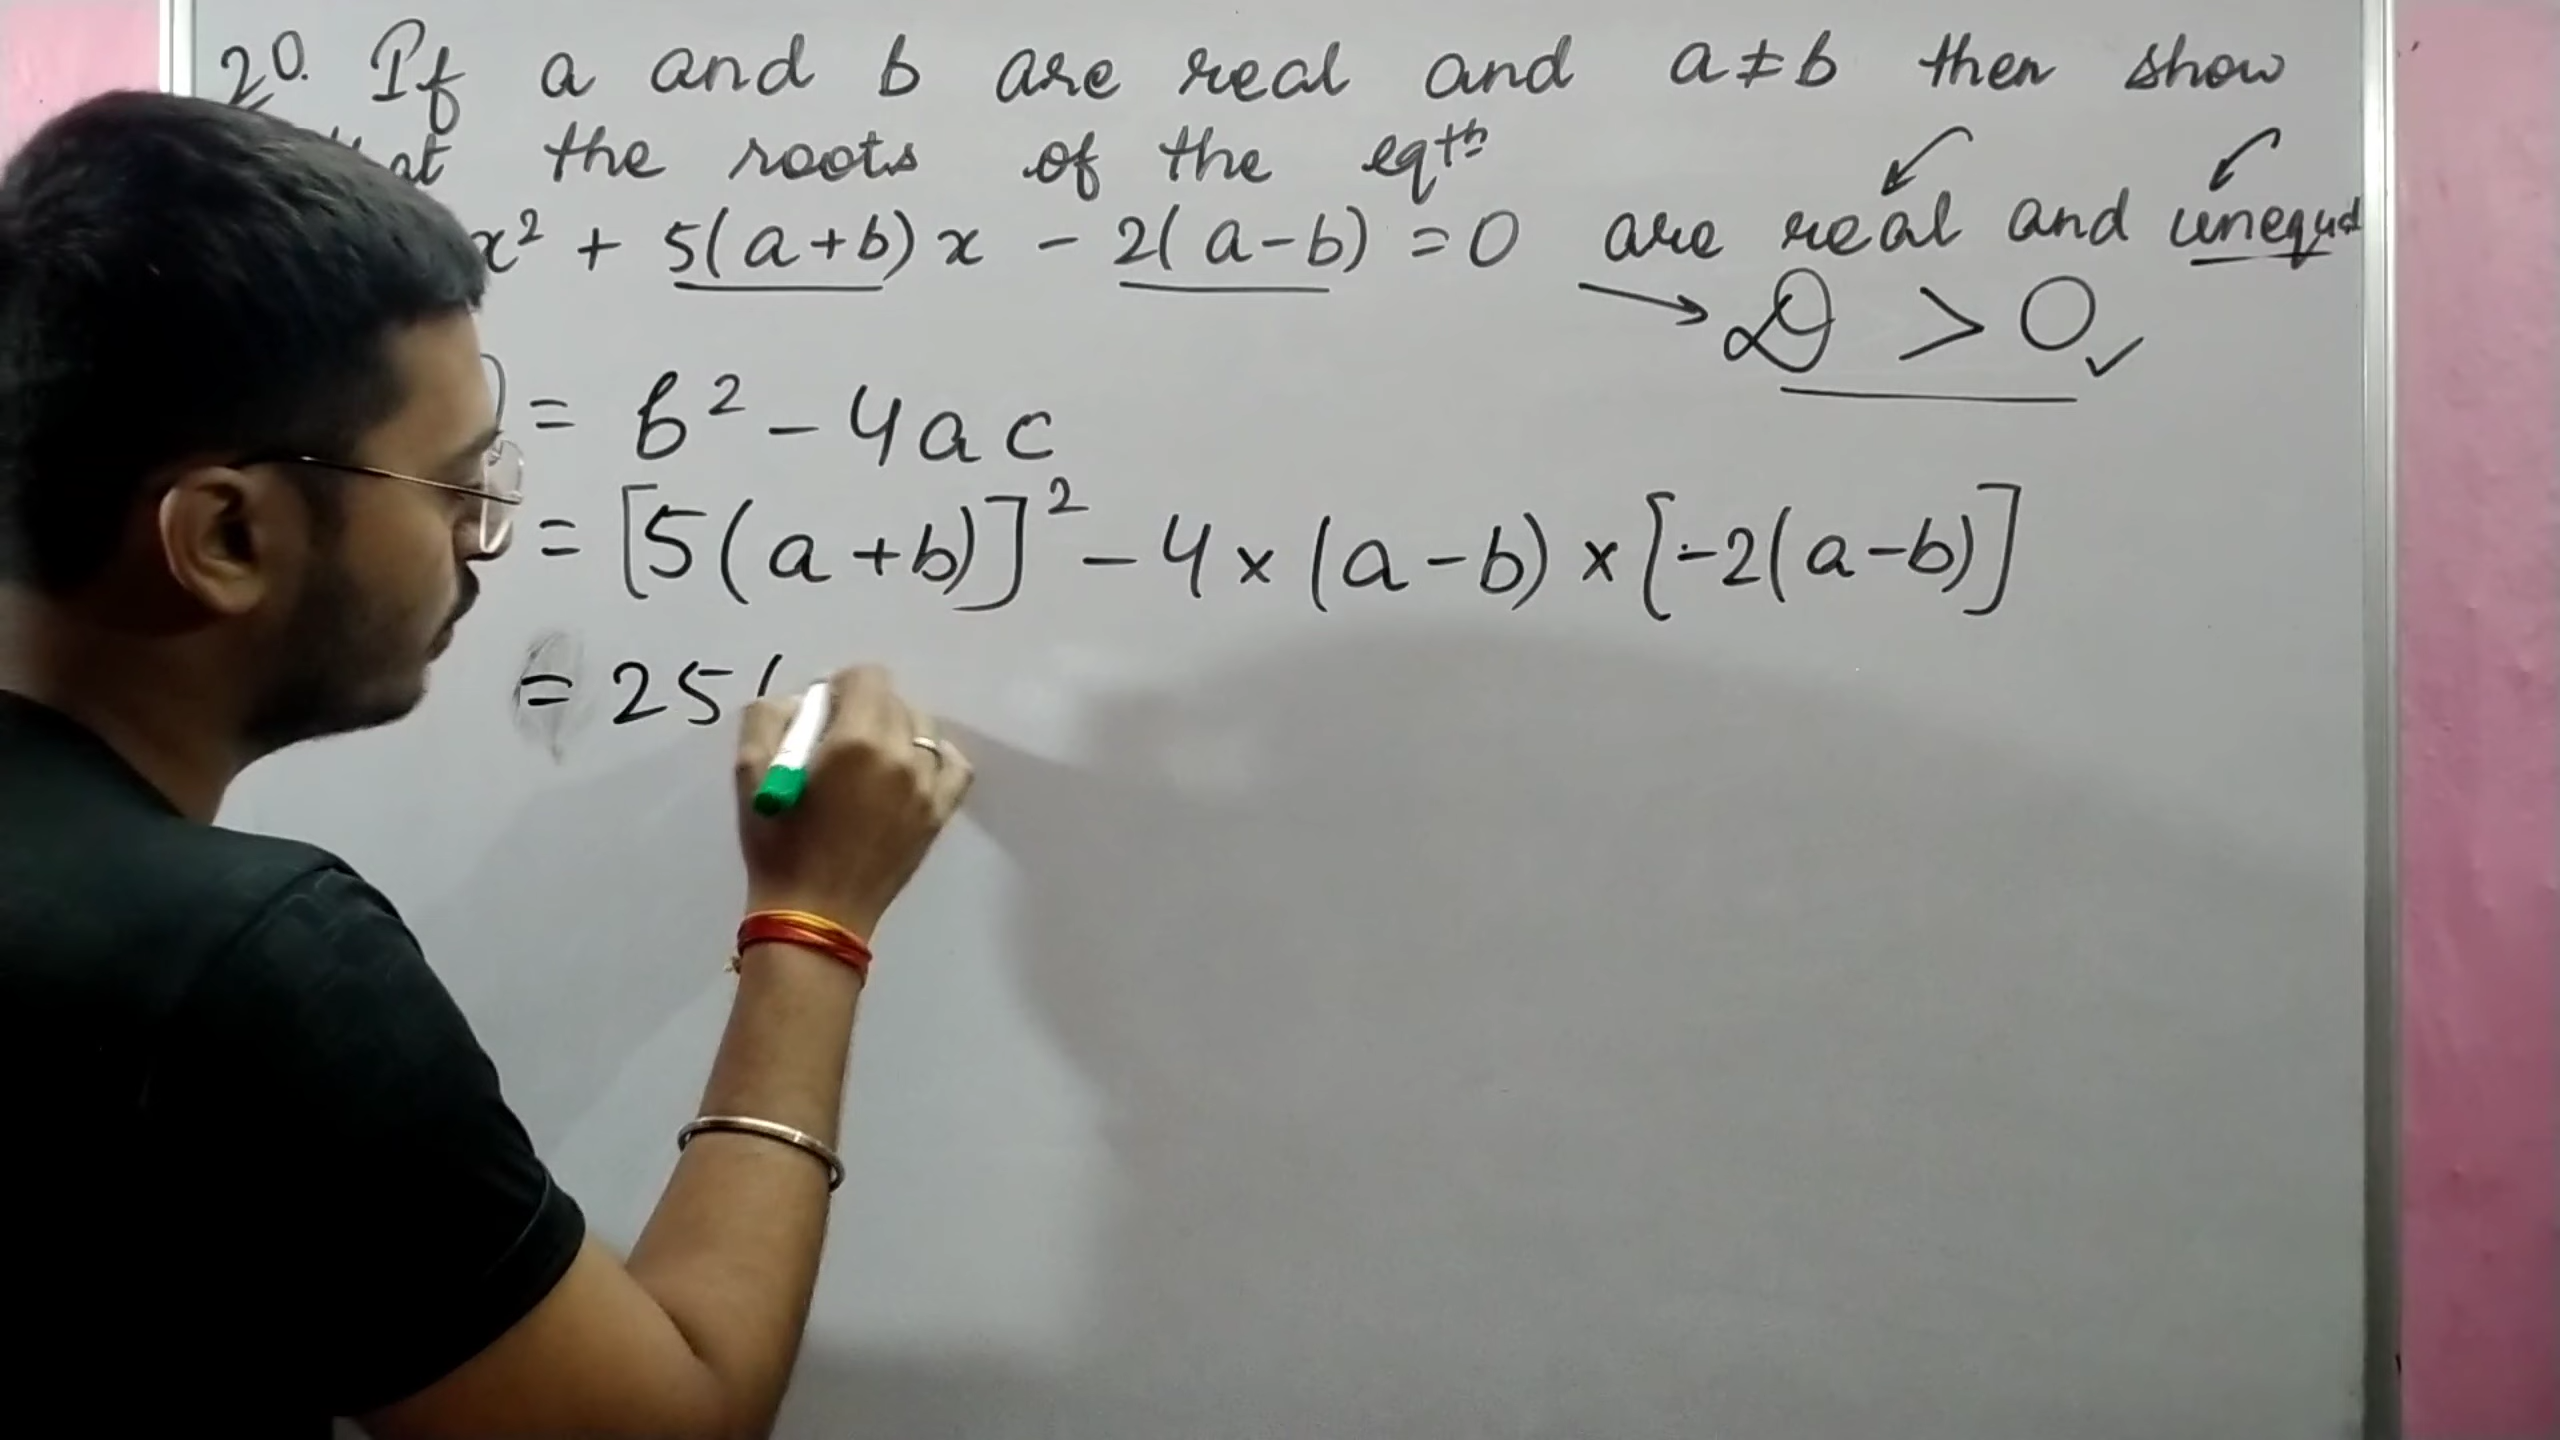 20. If a and b are real and a ≠ b then show
the roots of the eqth
x² + 5(a+b)x - 2(a-b) = 0 are real and unequal
→ D > 0 ✓
= b² - 4ac
= [5(a+b)]² - 4 × (a-b) × [-2(a-b)]
= 25(